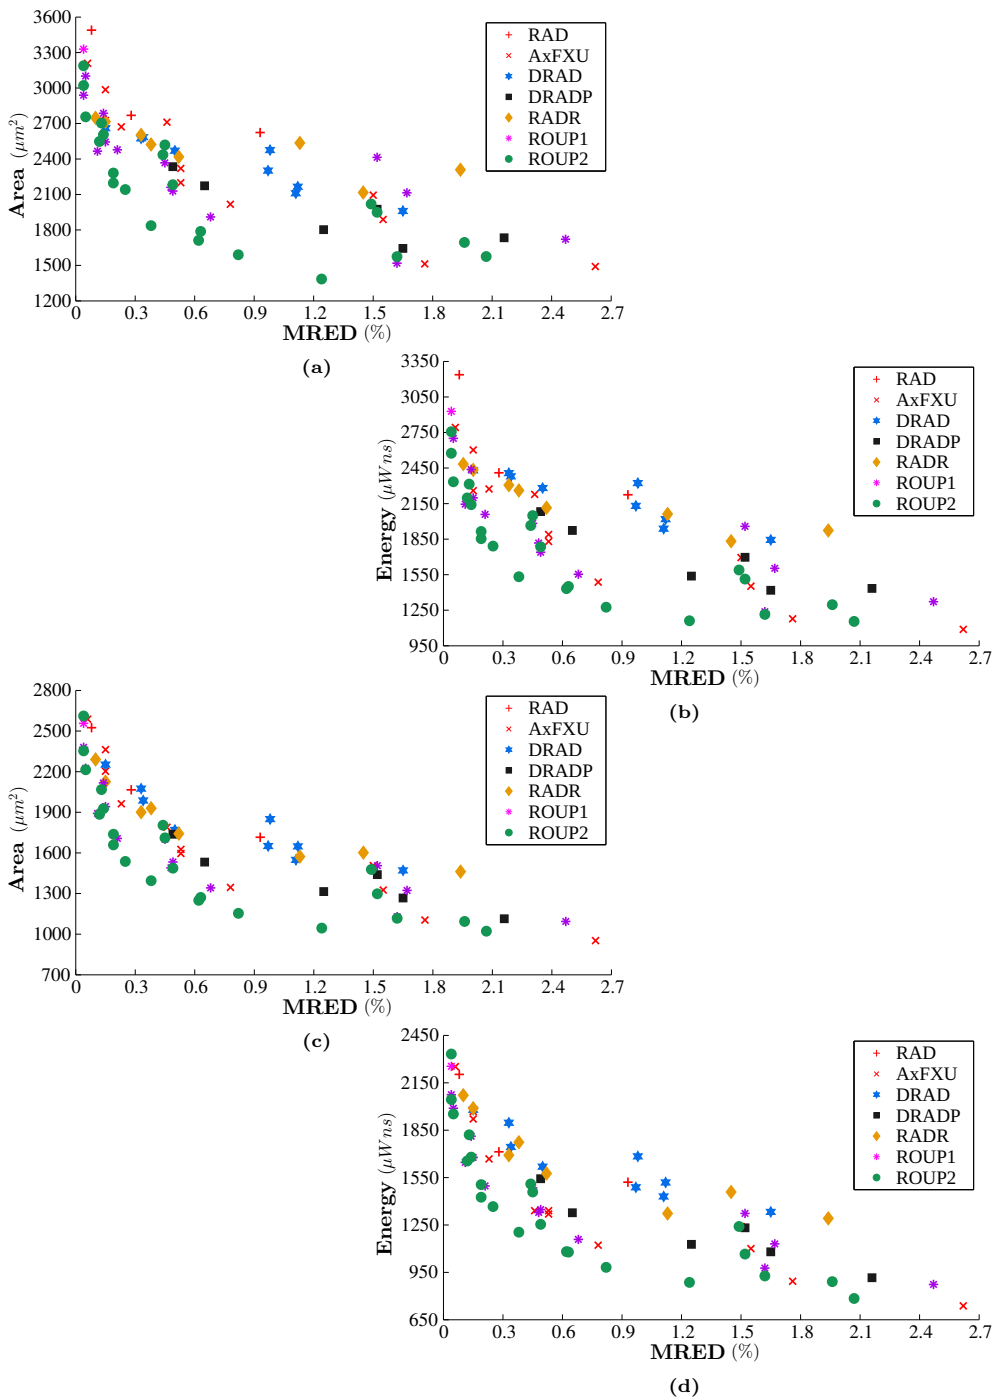 3600
3300
3000
2700
2400
2100
1800
1500
1200
Area (μm²)
0 0.3 0.6 0.9 1.2 1.5 1.8 2.1 2.4 2.7
MRED (%)
RAD
AxFXU
DRAD
DRADP
RADR
ROUP1
ROUP2
(a)
3350
3050
2750
2450
2150
1850
1550
1250
950
Energy (μWns)
0 0.3 0.6 0.9 1.2 1.5 1.8 2.1 2.4 2.7
MRED (%)
RAD
AxFXU
DRAD
DRADP
RADR
ROUP1
ROUP2
(b)
2800
2500
2200
1900
1600
1300
1000
700
Area (μm²)
0 0.3 0.6 0.9 1.2 1.5 1.8 2.1 2.4 2.7
MRED (%)
RAD
AxFXU
DRAD
DRADP
RADR
ROUP1
ROUP2
(c)
2450
2150
1850
1550
1250
950
650
Energy (μWns)
0 0.3 0.6 0.9 1.2 1.5 1.8 2.1 2.4 2.7
MRED (%)
RAD
AxFXU
DRAD
DRADP
RADR
ROUP1
ROUP2
(d)